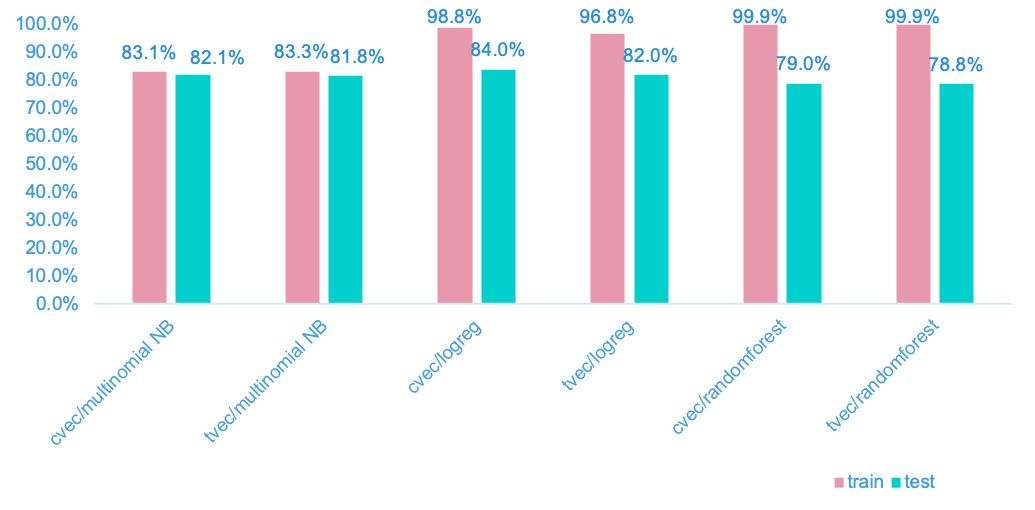 100.0%
90.0%
80.0%
70.0%
60.0%
50.0%
40.0%
30.0%
20.0%
10.0%
0.0%
83.1%
82.1%
83.3%
81.8%
98.8%
84.0%
96.8%
82.0%
99.9%
79.0%
99.9%
78.8%
cvec/multinomial NB
tvec/multinomial NB
cvec/logreg
tvec/logreg
cvec/randomforest
tvec/randomforest
train
test